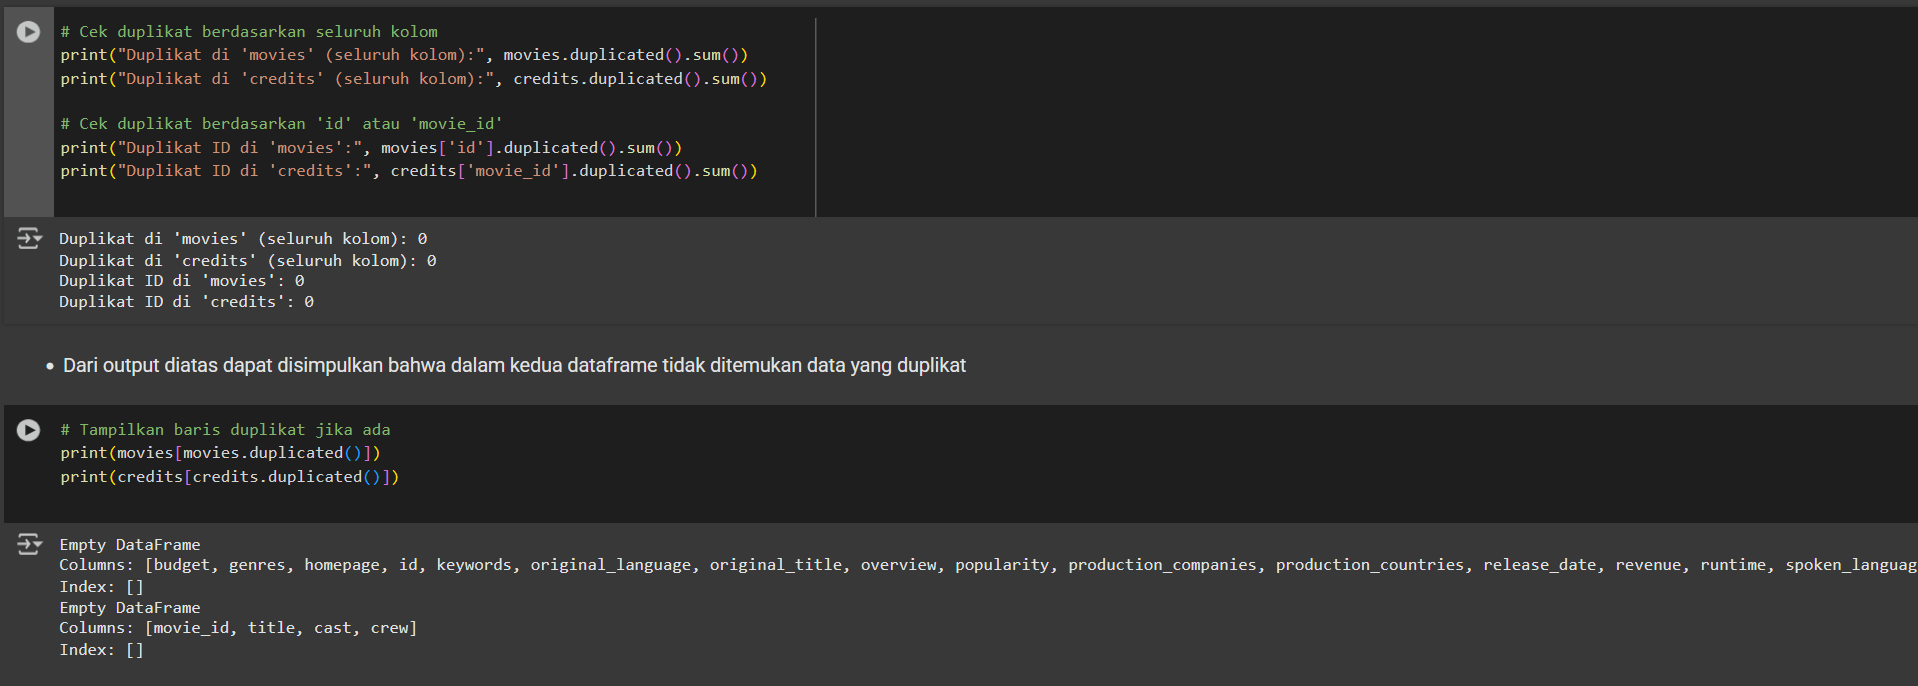 # Cek duplikat berdasarkan seluruh kolom
print("Duplikat di 'movies' (seluruh kolom):", movies.duplicated().sum())
print("Duplikat di 'credits' (seluruh kolom):", credits.duplicated().sum())
# Cek duplikat berdasarkan 'id' atau 'movie_id'
print("Duplikat ID di 'movies':", movies['id'].duplicated().sum())
print("Duplikat ID di 'credits':", credits['movie_id'].duplicated().sum())
Duplikat di 'movies' (seluruh kolom): 0
Duplikat di 'credits' (seluruh kolom): 0
Duplikat ID di 'movies': 0
Duplikat ID di 'credits': 0
• Dari output diatas dapat disimpulkan bahwa dalam kedua dataframe tidak ditemukan data yang duplikat
# Tampilkan baris duplikat jika ada
print(movies[movies.duplicated()])
print(credits[credits.duplicated()])
Empty DataFrame
Columns: [budget, genres, homepage, id, keywords, original_language, original_title, overview, popularity, production_companies, production_countries, release_date, revenue, runtime, spoken_languag
Index: []
Empty DataFrame
Columns: [movie_id, title, cast, crew]
Index: []